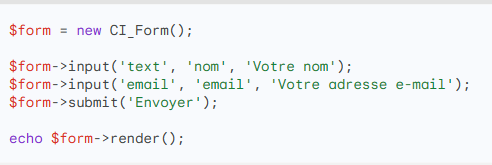 $form = new CI_Form();
$form->input('text', 'nom', 'Votre nom');
$form->input('email', 'email', 'Votre adresse e-mail');
$form->submit('Envoyer');
echo $form->render();